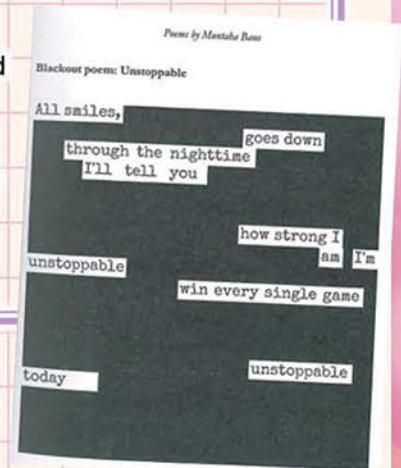 d
Poems by Muntaha Bano
Blackout poem: Unstoppable
All smiles,
goes down
through the nighttime
I'll tell you
how strong I
am I'm
unstoppable
win every single game
unstoppable
today